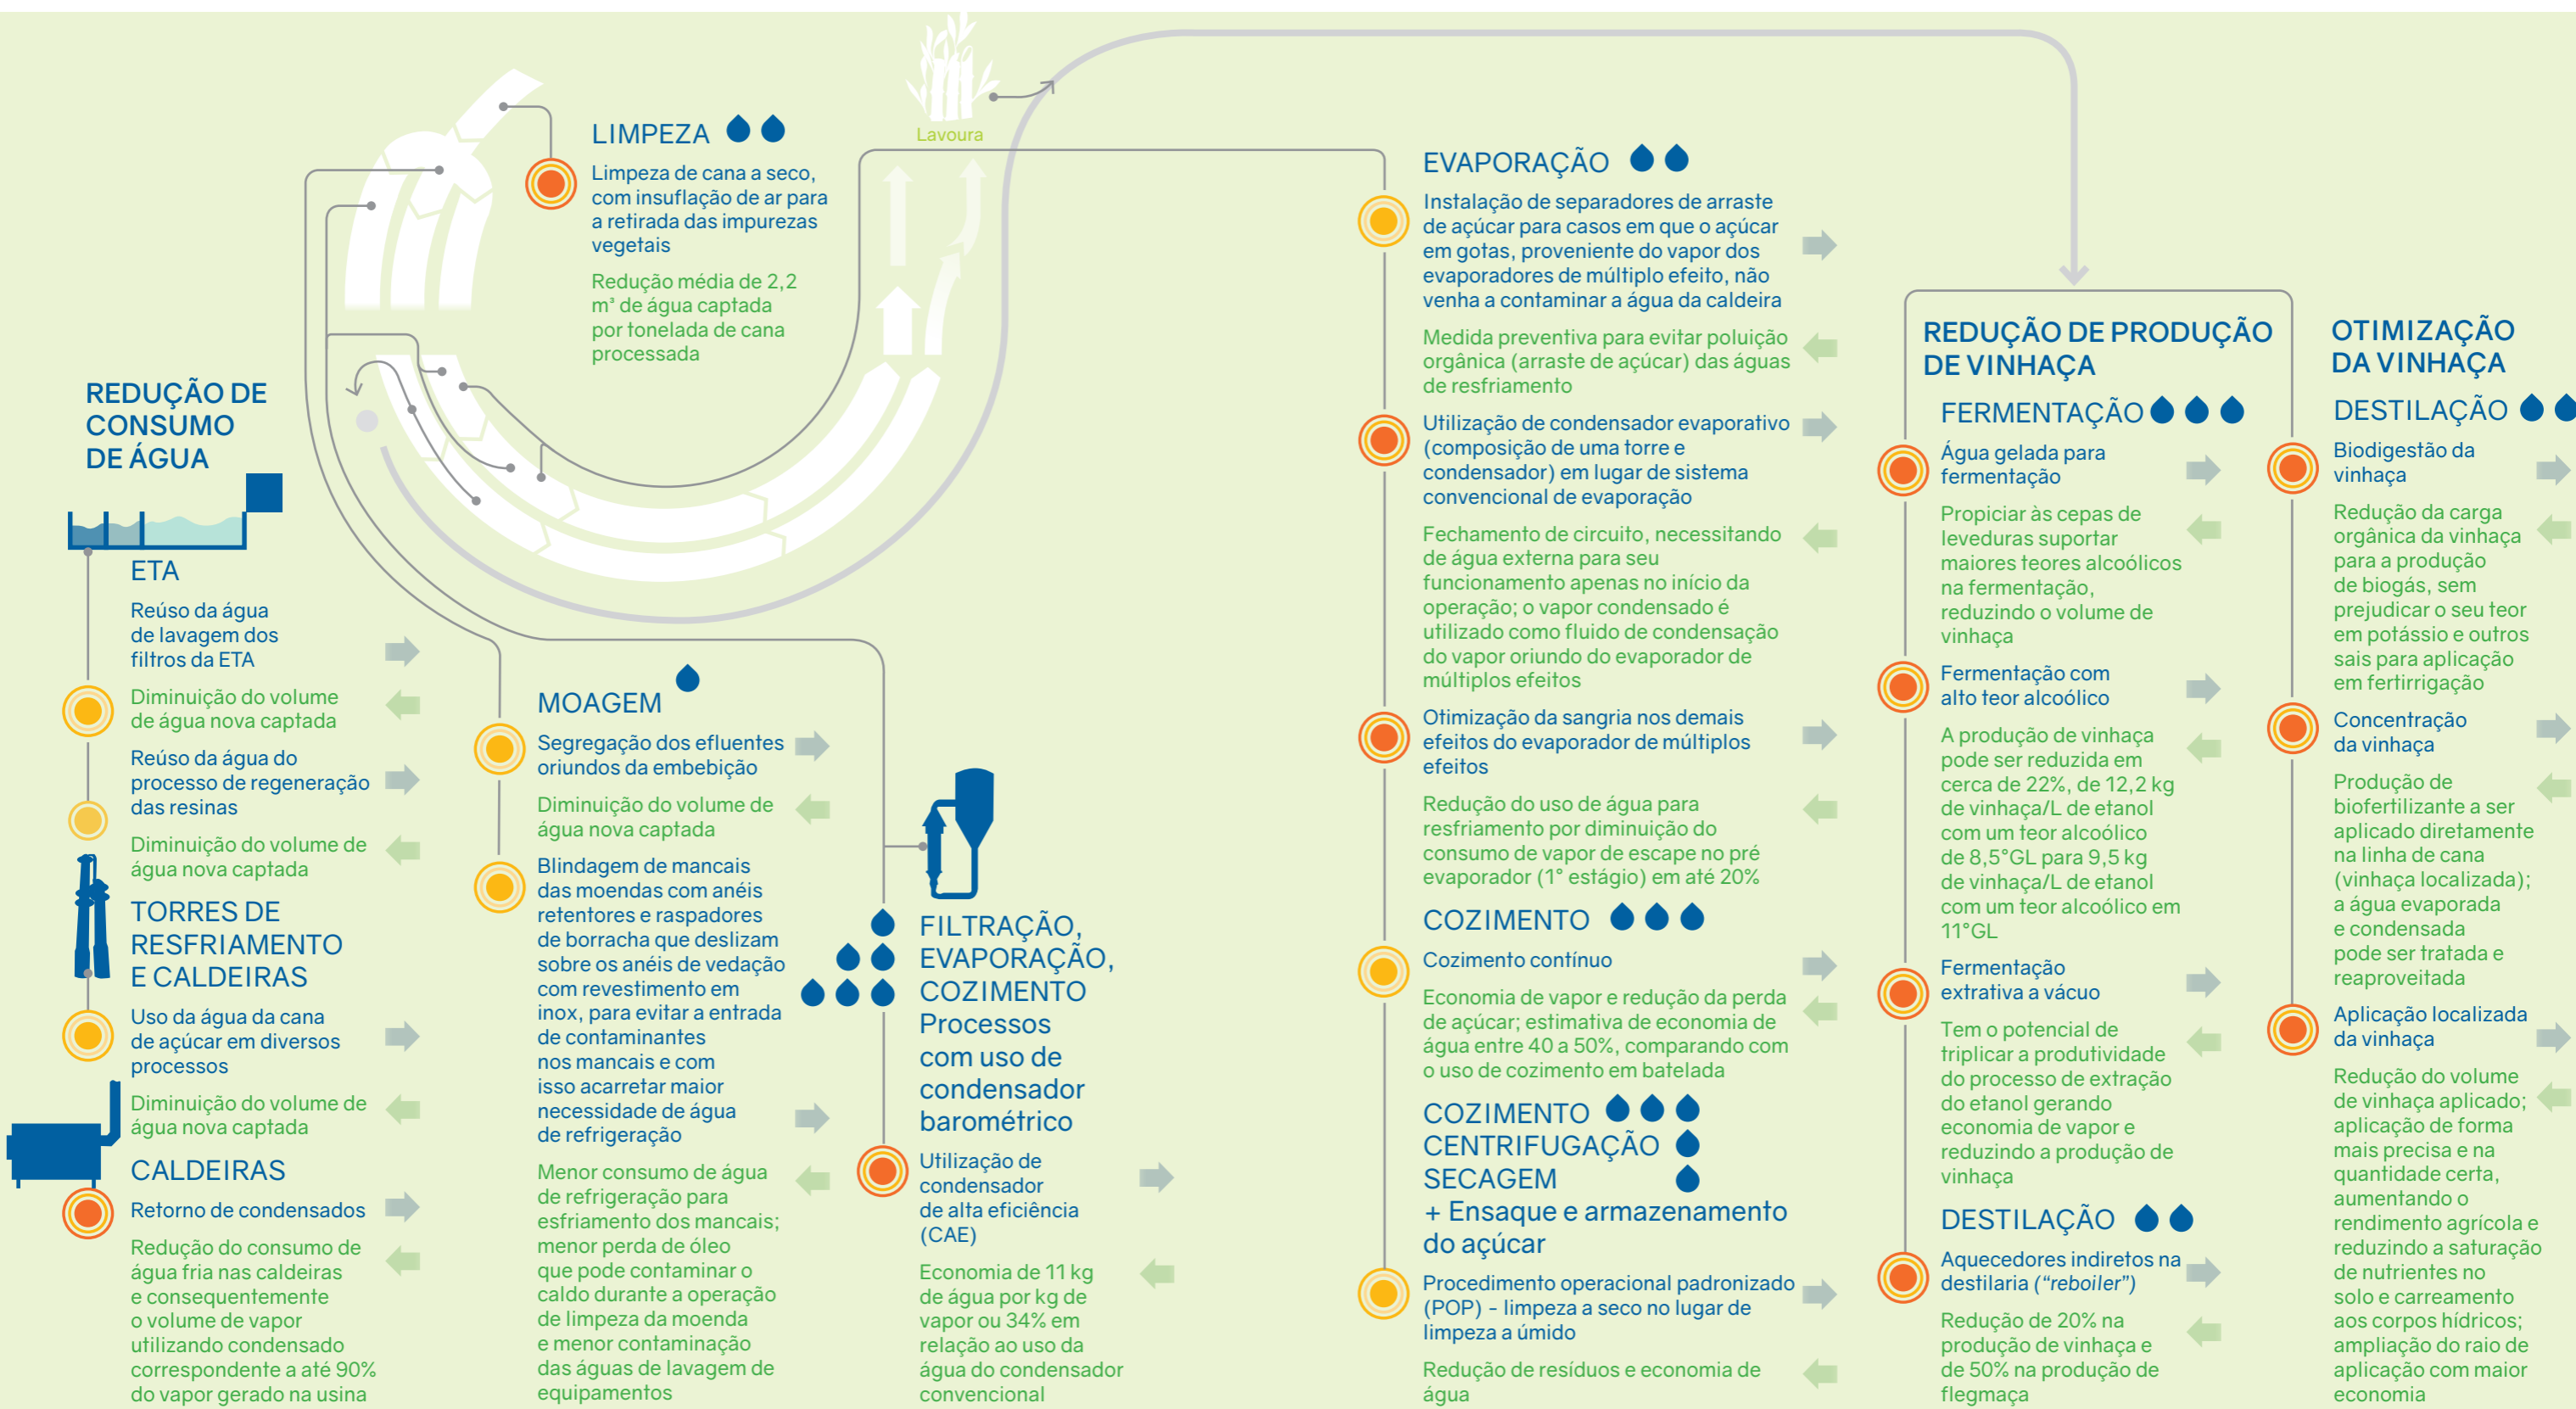 Lavoura
LIMPEZA
Limpeza de cana a seco,
com insuflação de ar para
a retirada das impurezas
vegetais
Redução média de 2,2
m³ de água captada
por tonelada de cana
processada
REDUÇÃO DE
CONSUMO
DE ÁGUA
ETA
Reúso da água
de lavagem dos
filtros da ETA
Diminuição do volume
de água nova captada
Reúso da água do
processo de regeneração
das resinas
Diminuição do volume de
água nova captada
TORRES DE
RESFRIAMENTO
E CALDEIRAS
Uso da água da cana
de açúcar em diversos
processos
Diminuição do volume de
água nova captada
CALDEIRAS
Retorno de condensados
Redução do consumo de
água fria nas caldeiras
e consequentemente
o volume de vapor
utilizando condensado
correspondente a até 90%
do vapor gerado na usina
MOAGEM
Segregação dos efluentes
oriundos da embebição
Diminuição do volume de
água nova captada
Blindagem de mancais
das moendas com anéis
retentores e raspadores
de borracha que deslizam
sobre os anéis de vedação
com revestimento em
inox, para evitar a entrada
de contaminantes
nos mancais e com
isso acarretar maior
necessidade de água
de refrigeração
Menor consumo de água
de refrigeração para
esfriamento dos mancais;
menor perda de óleo
que pode contaminar o
caldo durante a operação
de limpeza da moenda
e menor contaminação
das águas de lavagem de
equipamentos
FILTRAÇÃO,
EVAPORAÇÃO,
COZIMENTO
Processos
com uso de
condensador
barométrico
Utilização de
condensador
de alta eficiência
(CAE)
Economia de 11 kg
de água por kg de
vapor ou 34% em
relação ao uso da
água do condensador
convencional
EVAPORAÇÃO
Instalação de separadores de arraste
de açúcar para casos em que o açúcar
em gotas, proveniente do vapor dos
evaporadores de múltiplo efeito, não
venha a contaminar a água da caldeira
Medida preventiva para evitar poluição
orgânica (arraste de açúcar) das águas
de resfriamento
Utilização de condensador evaporativo
(composição de uma torre e
condensador) em lugar de sistema
convencional de evaporação
Fechamento de circuito, necessitando
de água externa para seu
funcionamento apenas no início da
operação; o vapor condensado é
utilizado como fluido de condensação
do vapor oriundo do evaporador de
múltiplos efeitos
Otimização da sangria nos demais
efeitos do evaporador de múltiplos
efeitos
Redução do uso de água para
resfriamento por diminuição do
consumo de vapor de escape no pré
evaporador (1° estágio) em até 20%
COZIMENTO
Cozimento contínuo
Economia de vapor e redução da perda
de açúcar; estimativa de economia de
água entre 40 a 50%, comparando com
o uso de cozimento em batelada
COZIMENTO
CENTRIFUGAÇÃO
SECAGEM
+ Ensaque e armazenamento
do açúcar
Procedimento operacional padronizado
(POP) - limpeza a seco no lugar de
limpeza a úmido
Redução de resíduos e economia de
água
REDUÇÃO DE PRODUÇÃO
DE VINHAÇA
FERMENTAÇÃO
Água gelada para
fermentação
Propiciar às cepas de
leveduras suportar
maiores teores alcoólicos
na fermentação,
reduzindo o volume de
vinhaça
Fermentação com
alto teor alcoólico
A produção de vinhaça
pode ser reduzida em
cerca de 22%, de 12,2 kg
de vinhaça/L de etanol
com um teor alcoólico
de 8,5°GL para 9,5 kg
de vinhaça/L de etanol
com um teor alcoólico em
11°GL
Fermentação
extrativa a vácuo
Tem o potencial de
triplicar a produtividade
do processo de extração
do etanol gerando
economia de vapor e
reduzindo a produção de
vinhaça
DESTILAÇÃO
Aquecedores indiretos na
destilaria ("reboiler")
Redução de 20% na
produção de vinhaça e
de 50% na produção de
flegmaça
OTIMIZAÇÃO
DA VINHAÇA
DESTILAÇÃO
Biodigestão da
vinhaça
Redução da carga
orgânica da vinhaça
para a produção
de biogás, sem
prejudicar o seu teor
em potássio e outros
sais para aplicação
em fertirrigação
Concentração
da vinhaça
Produção de
biofertilizante a ser
aplicado diretamente
na linha de cana
(vinhaça localizada);
a água evaporada
e condensada
pode ser tratada e
reaproveitada
Aplicação localizada
da vinhaça
Redução do volume
de vinhaça aplicado;
aplicação de forma
mais precisa e na
quantidade certa,
aumentando o
rendimento agrícola e
reduzindo a saturação
de nutrientes no
solo e carreamento
aos corpos hídricos;
ampliação do raio de
aplicação com maior
economia